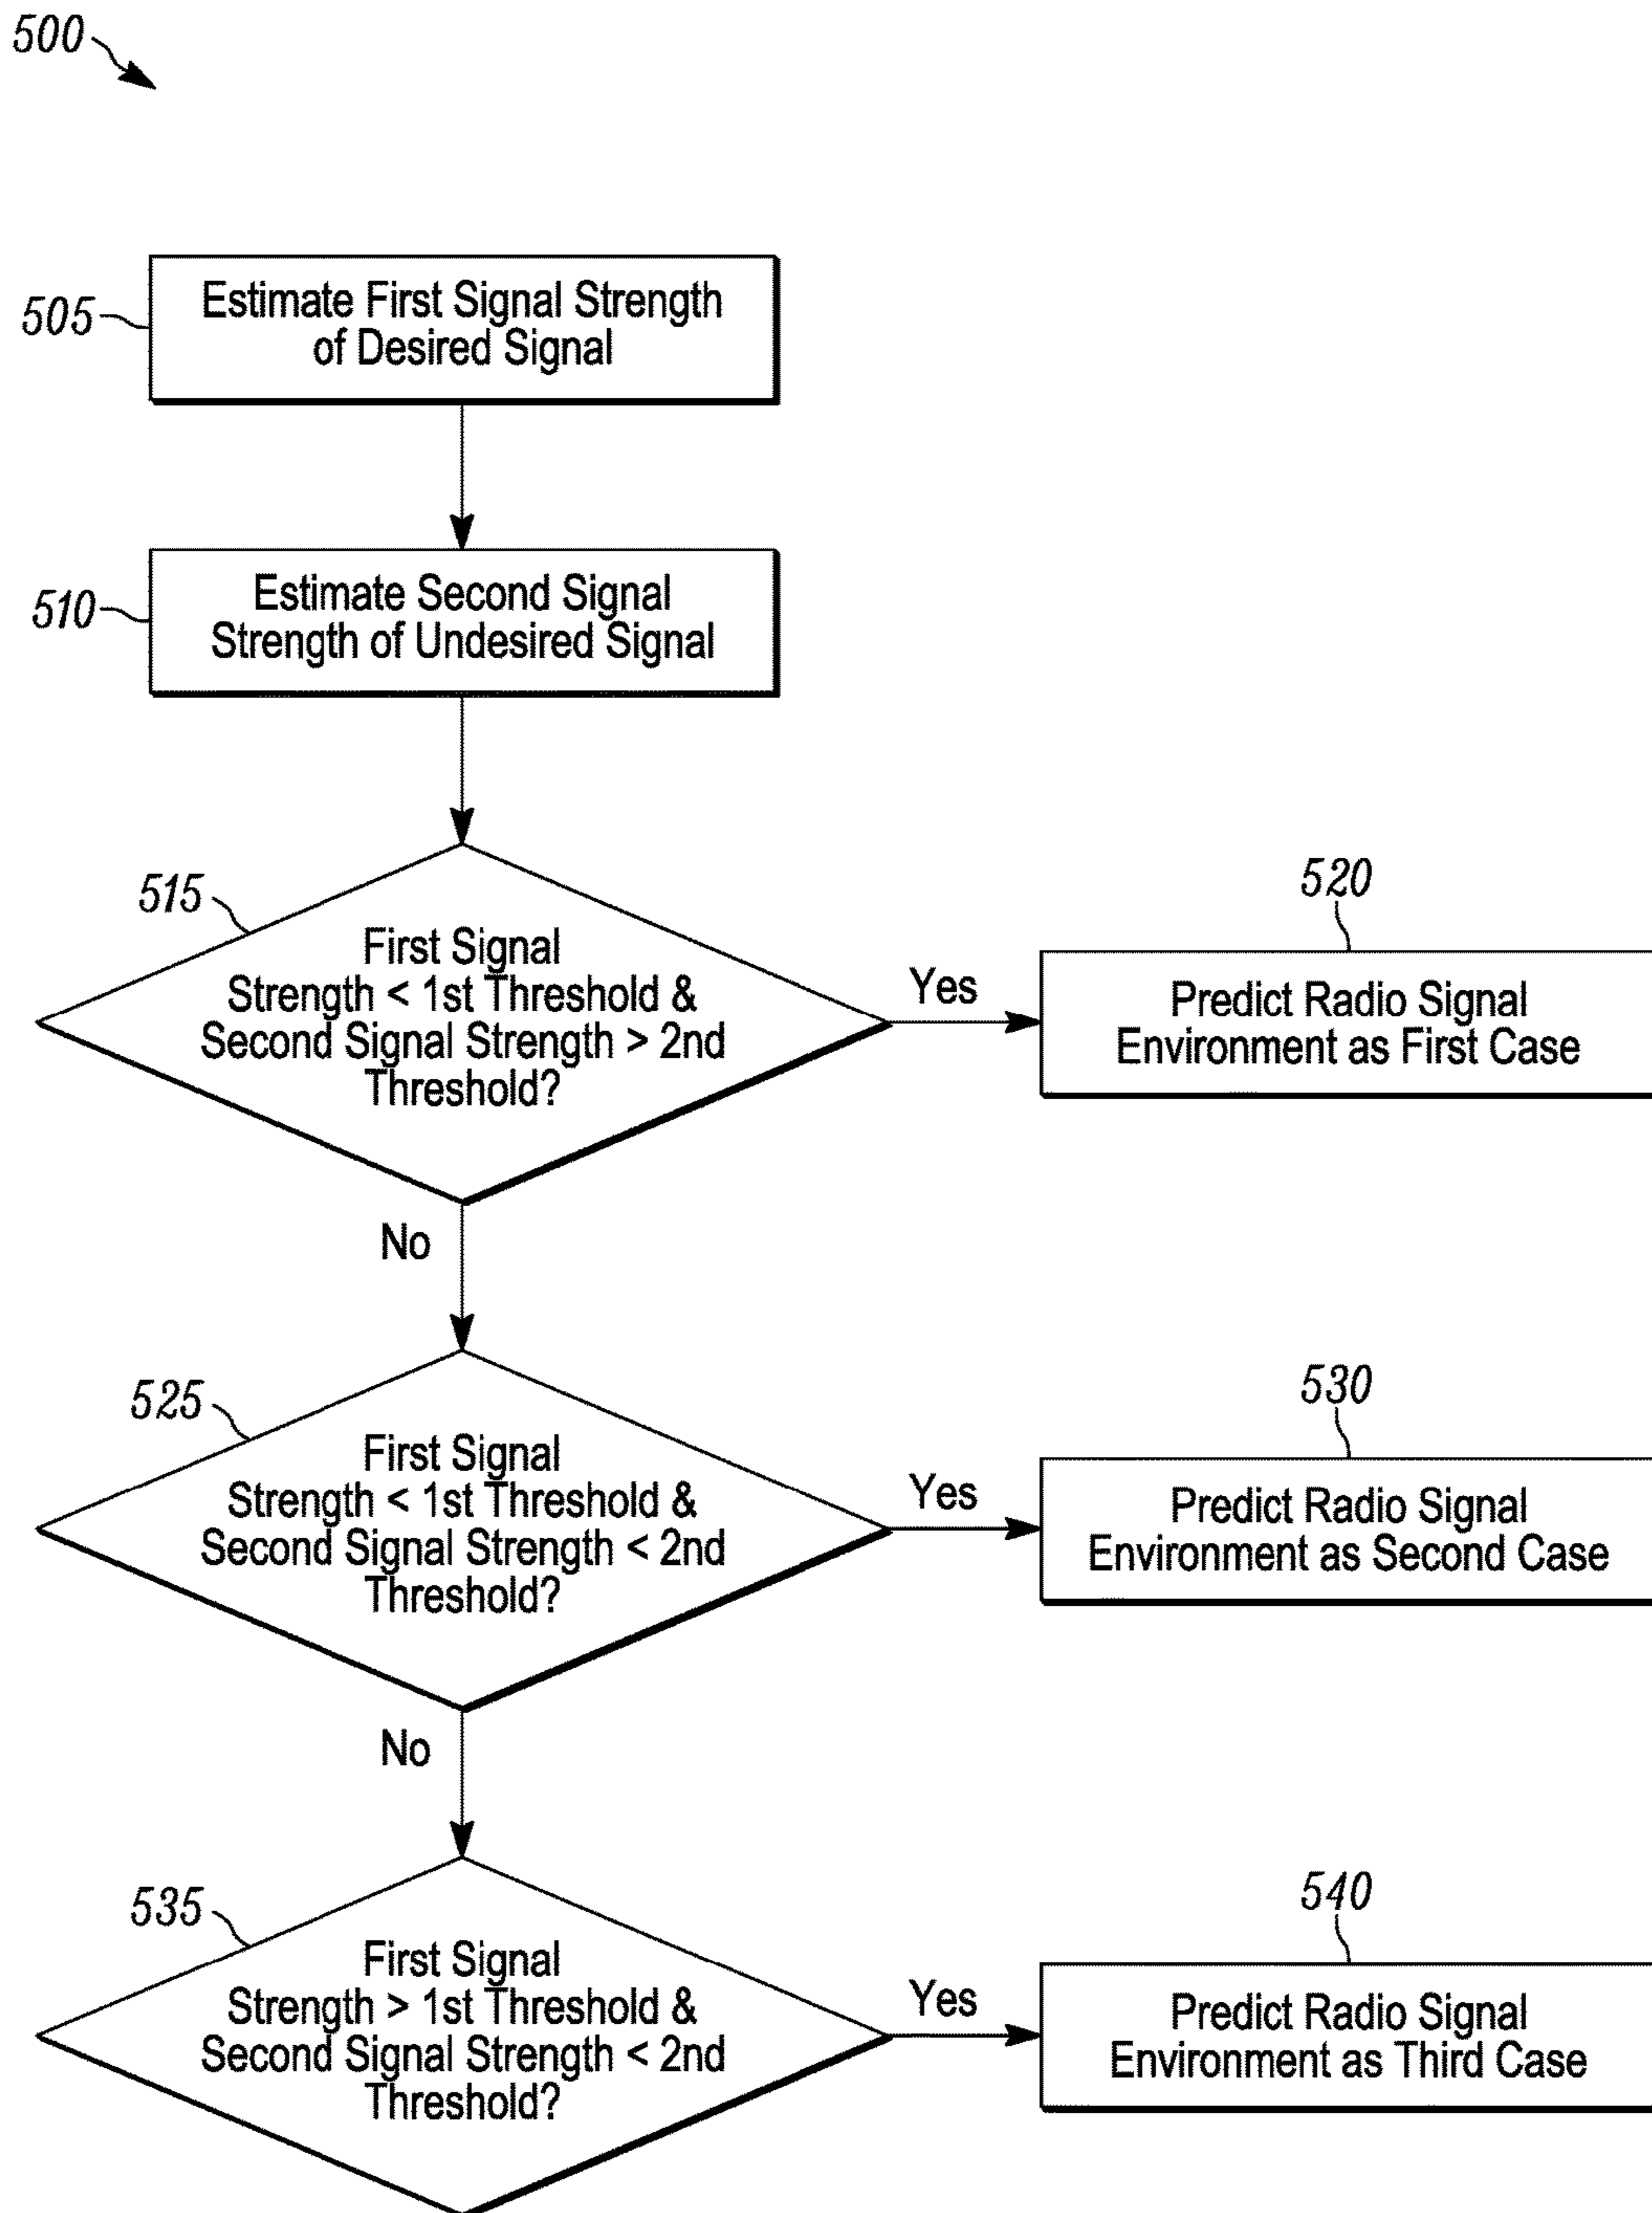 500
505
Estimate First Signal Strength
of Desired Signal
510
Estimate Second Signal
Strength of Undesired Signal
515
First Signal
Strength < 1st Threshold &
Second Signal Strength > 2nd
Threshold?
Yes
520
Predict Radio Signal
Environment as First Case
No
525
First Signal
Strength < 1st Threshold &
Second Signal Strength < 2nd
Threshold?
Yes
530
Predict Radio Signal
Environment as Second Case
No
535
First Signal
Strength > 1st Threshold &
Second Signal Strength < 2nd
Threshold?
Yes
540
Predict Radio Signal
Environment as Third Case